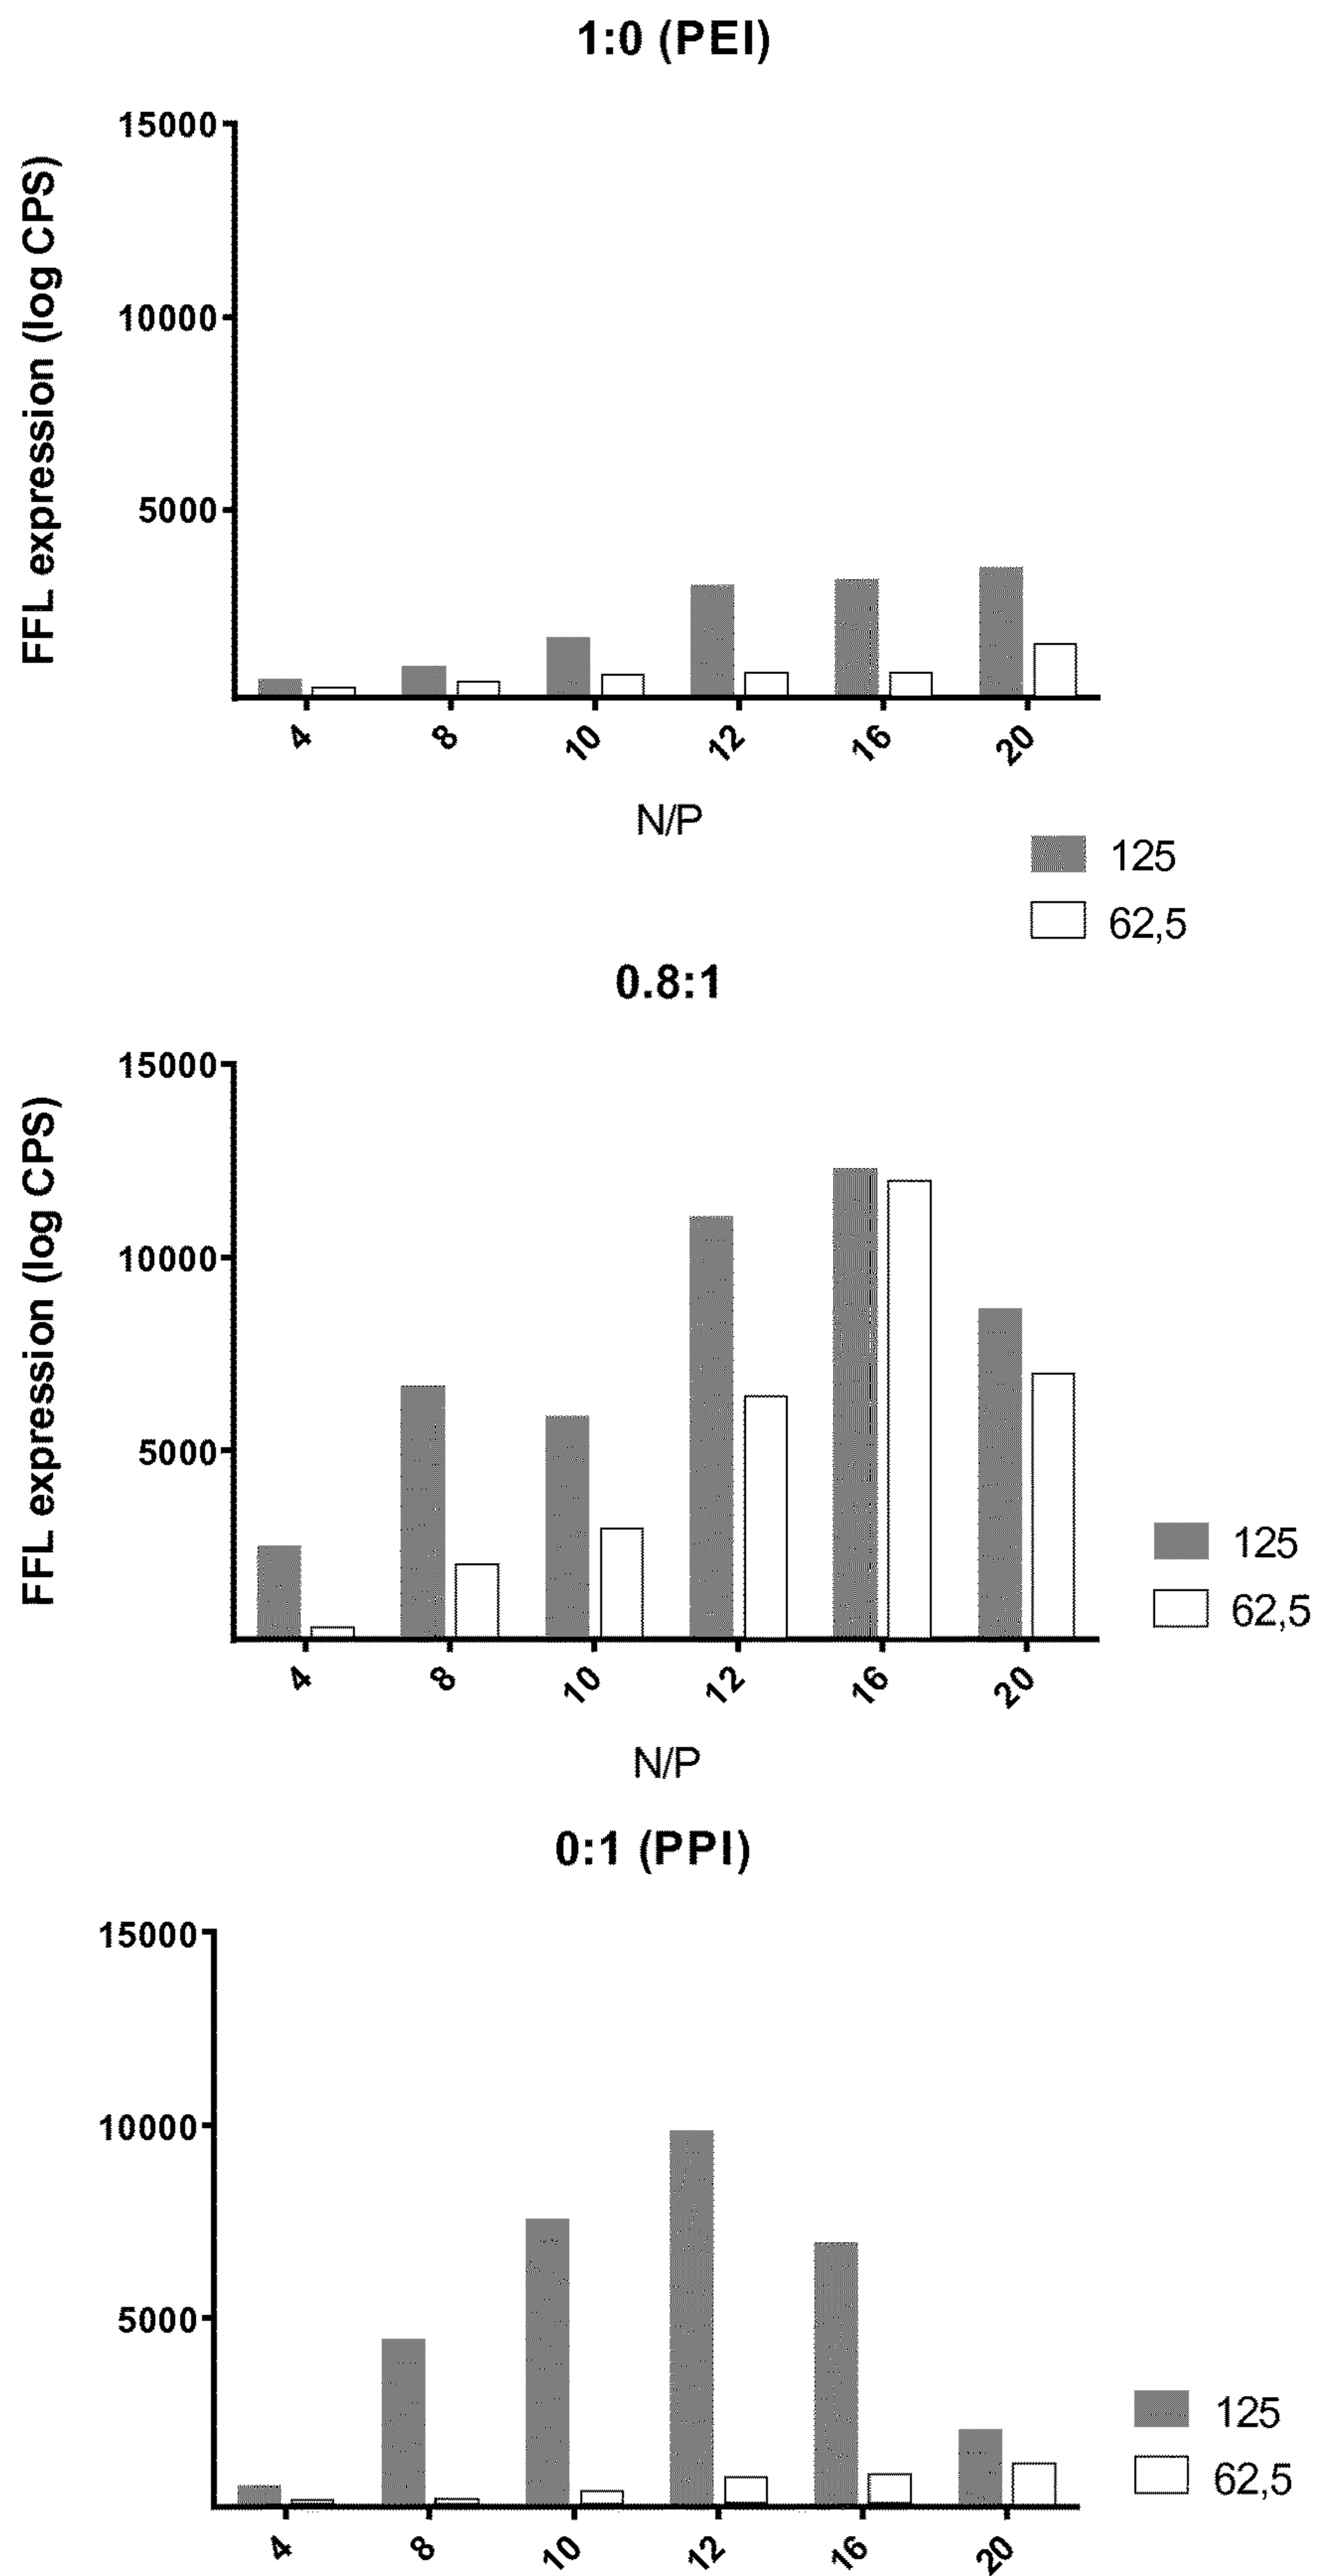 1:0 (PEI)
FFL expression (log CPS)
15000
10000
5000
4 8 10 12 16 20
N/P
125
62,5
0.8:1
FFL expression (log CPS)
15000
10000
5000
4 8 10 12 16 20
N/P
125
62,5
0:1 (PPI)
15000
10000
5000
4 8 10 12 16 20
125
62,5